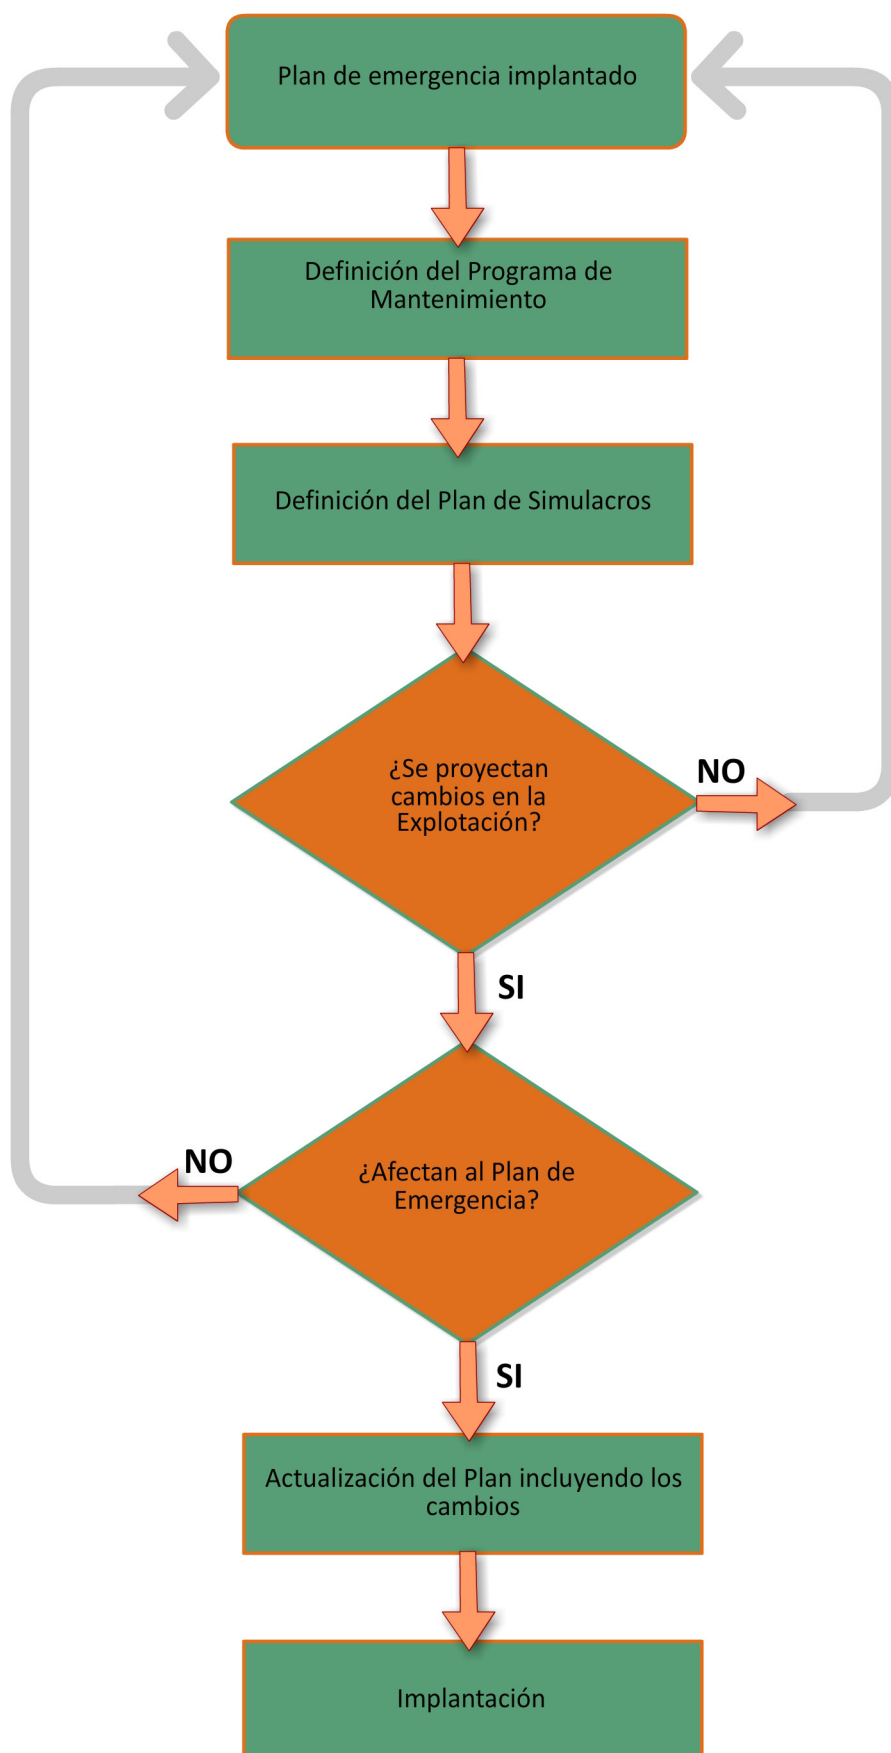 Plan de emergencia implantado
Definición del Programa de
Mantenimiento
Definición del Plan de Simulacros
¿Se proyectan
cambios en la
Explotación?
NO
SI
¿Afectan al Plan de
Emergencia?
NO
SI
Actualización del Plan incluyendo los
cambios
Implantación